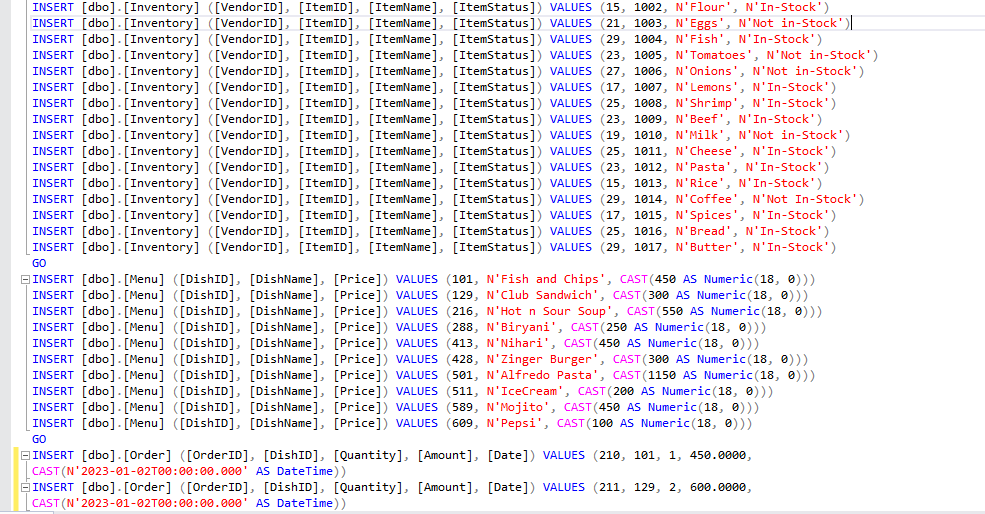 INSERT [dbo].[Inventory] ([VendorID], [ItemID], [ItemName], [ItemStatus]) VALUES (15, 1002, N'Flour', N'In-Stock')
INSERT [dbo].[Inventory] ([VendorID], [ItemID], [ItemName], [ItemStatus]) VALUES (21, 1003, N'Eggs', N'Not in-Stock')
INSERT [dbo].[Inventory] ([VendorID], [ItemID], [ItemName], [ItemStatus]) VALUES (29, 1004, N'Fish', N'In-Stock')
INSERT [dbo].[Inventory] ([VendorID], [ItemID], [ItemName], [ItemStatus]) VALUES (23, 1005, N'Tomatoes', N'Not in-Stock')
INSERT [dbo].[Inventory] ([VendorID], [ItemID], [ItemName], [ItemStatus]) VALUES (27, 1006, N'Onions', N'Not in-Stock')
INSERT [dbo].[Inventory] ([VendorID], [ItemID], [ItemName], [ItemStatus]) VALUES (17, 1007, N'Lemons', N'In-Stock')
INSERT [dbo].[Inventory] ([VendorID], [ItemID], [ItemName], [ItemStatus]) VALUES (25, 1008, N'Shrimp', N'In-Stock')
INSERT [dbo].[Inventory] ([VendorID], [ItemID], [ItemName], [ItemStatus]) VALUES (23, 1009, N'Beef', N'In-Stock')
INSERT [dbo].[Inventory] ([VendorID], [ItemID], [ItemName], [ItemStatus]) VALUES (19, 1010, N'Milk', N'Not in-Stock')
INSERT [dbo].[Inventory] ([VendorID], [ItemID], [ItemName], [ItemStatus]) VALUES (25, 1011, N'Cheese', N'In-Stock')
INSERT [dbo].[Inventory] ([VendorID], [ItemID], [ItemName], [ItemStatus]) VALUES (23, 1012, N'Pasta', N'In-Stock')
INSERT [dbo].[Inventory] ([VendorID], [ItemID], [ItemName], [ItemStatus]) VALUES (15, 1013, N'Rice', N'In-Stock')
INSERT [dbo].[Inventory] ([VendorID], [ItemID], [ItemName], [ItemStatus]) VALUES (29, 1014, N'Coffee', N'Not In-Stock')
INSERT [dbo].[Inventory] ([VendorID], [ItemID], [ItemName], [ItemStatus]) VALUES (17, 1015, N'Spices', N'In-Stock')
INSERT [dbo].[Inventory] ([VendorID], [ItemID], [ItemName], [ItemStatus]) VALUES (25, 1016, N'Bread', N'In-Stock')
INSERT [dbo].[Inventory] ([VendorID], [ItemID], [ItemName], [ItemStatus]) VALUES (29, 1017, N'Butter', N'In-Stock')
GO
INSERT [dbo].[Menu] ([DishID], [DishName], [Price]) VALUES (101, N'Fish and Chips', CAST(450 AS Numeric(18, 0)))
INSERT [dbo].[Menu] ([DishID], [DishName], [Price]) VALUES (129, N'Club Sandwich', CAST(300 AS Numeric(18, 0)))
INSERT [dbo].[Menu] ([DishID], [DishName], [Price]) VALUES (216, N'Hot n Sour Soup', CAST(550 AS Numeric(18, 0)))
INSERT [dbo].[Menu] ([DishID], [DishName], [Price]) VALUES (288, N'Biryani', CAST(250 AS Numeric(18, 0)))
INSERT [dbo].[Menu] ([DishID], [DishName], [Price]) VALUES (413, N'Nihari', CAST(450 AS Numeric(18, 0)))
INSERT [dbo].[Menu] ([DishID], [DishName], [Price]) VALUES (428, N'Zinger Burger', CAST(300 AS Numeric(18, 0)))
INSERT [dbo].[Menu] ([DishID], [DishName], [Price]) VALUES (501, N'Alfredo Pasta', CAST(1150 AS Numeric(18, 0)))
INSERT [dbo].[Menu] ([DishID], [DishName], [Price]) VALUES (511, N'IceCream', CAST(200 AS Numeric(18, 0)))
INSERT [dbo].[Menu] ([DishID], [DishName], [Price]) VALUES (589, N'Mojito', CAST(450 AS Numeric(18, 0)))
INSERT [dbo].[Menu] ([DishID], [DishName], [Price]) VALUES (609, N'Pepsi', CAST(100 AS Numeric(18, 0)))
GO
INSERT [dbo].[Order] ([OrderID], [DishID], [Quantity], [Amount], [Date]) VALUES (210, 101, 1, 450.0000,
CAST(N'2023-01-02T00:00:00.000' AS DateTime))
INSERT [dbo].[Order] ([OrderID], [DishID], [Quantity], [Amount], [Date]) VALUES (211, 129, 2, 600.0000,
CAST(N'2023-01-02T00:00:00.000' AS DateTime))